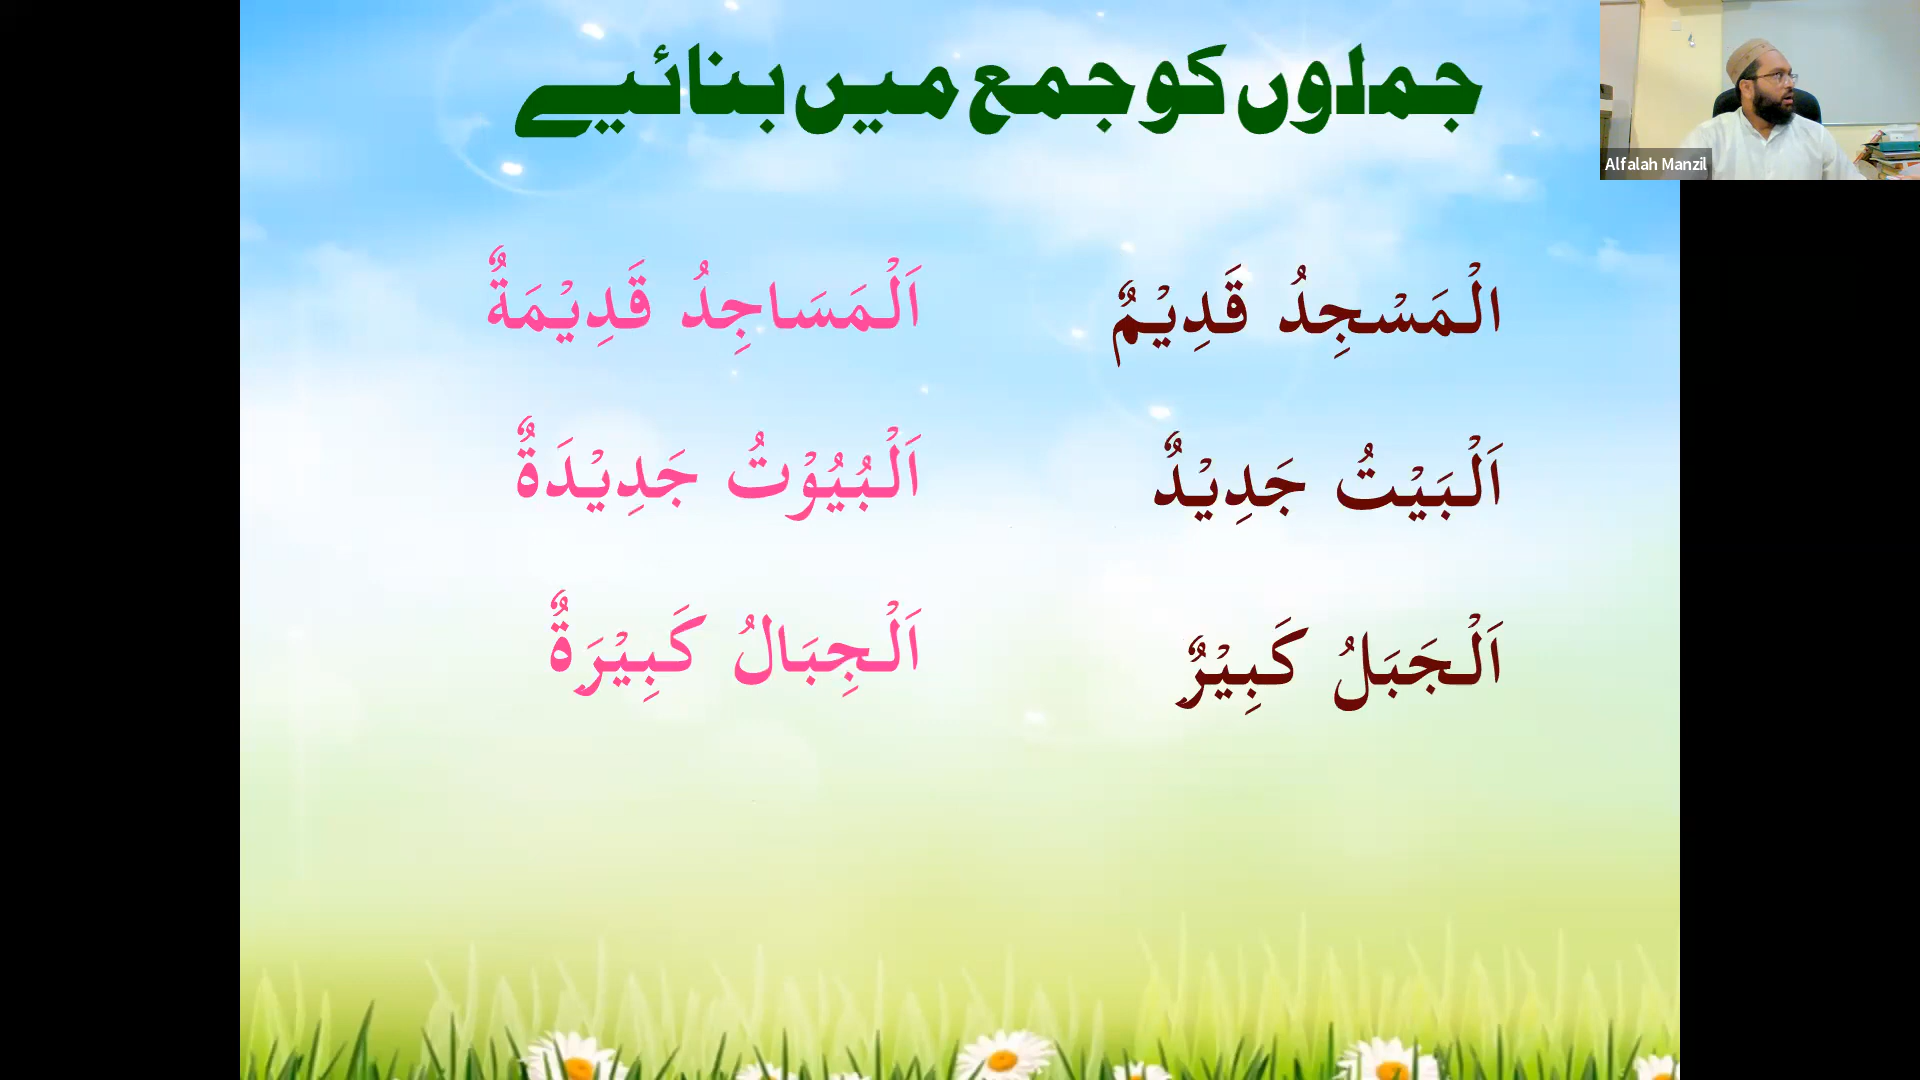 جملوں کو جمع میں بنائیے
Alfalah Manzil
الْمَسْجِدُ قَدِيْمٌ اَلْمَسَاجِدُ قَدِيْمَةٌ
اَلْبَيْتُ جَدِيْدٌ اَلْبُيُوْتُ جَدِيْدَةٌ
اَلْجَبَلُ كَبِيْرٌ اَلْجِبَالُ كَبِيْرَةٌ